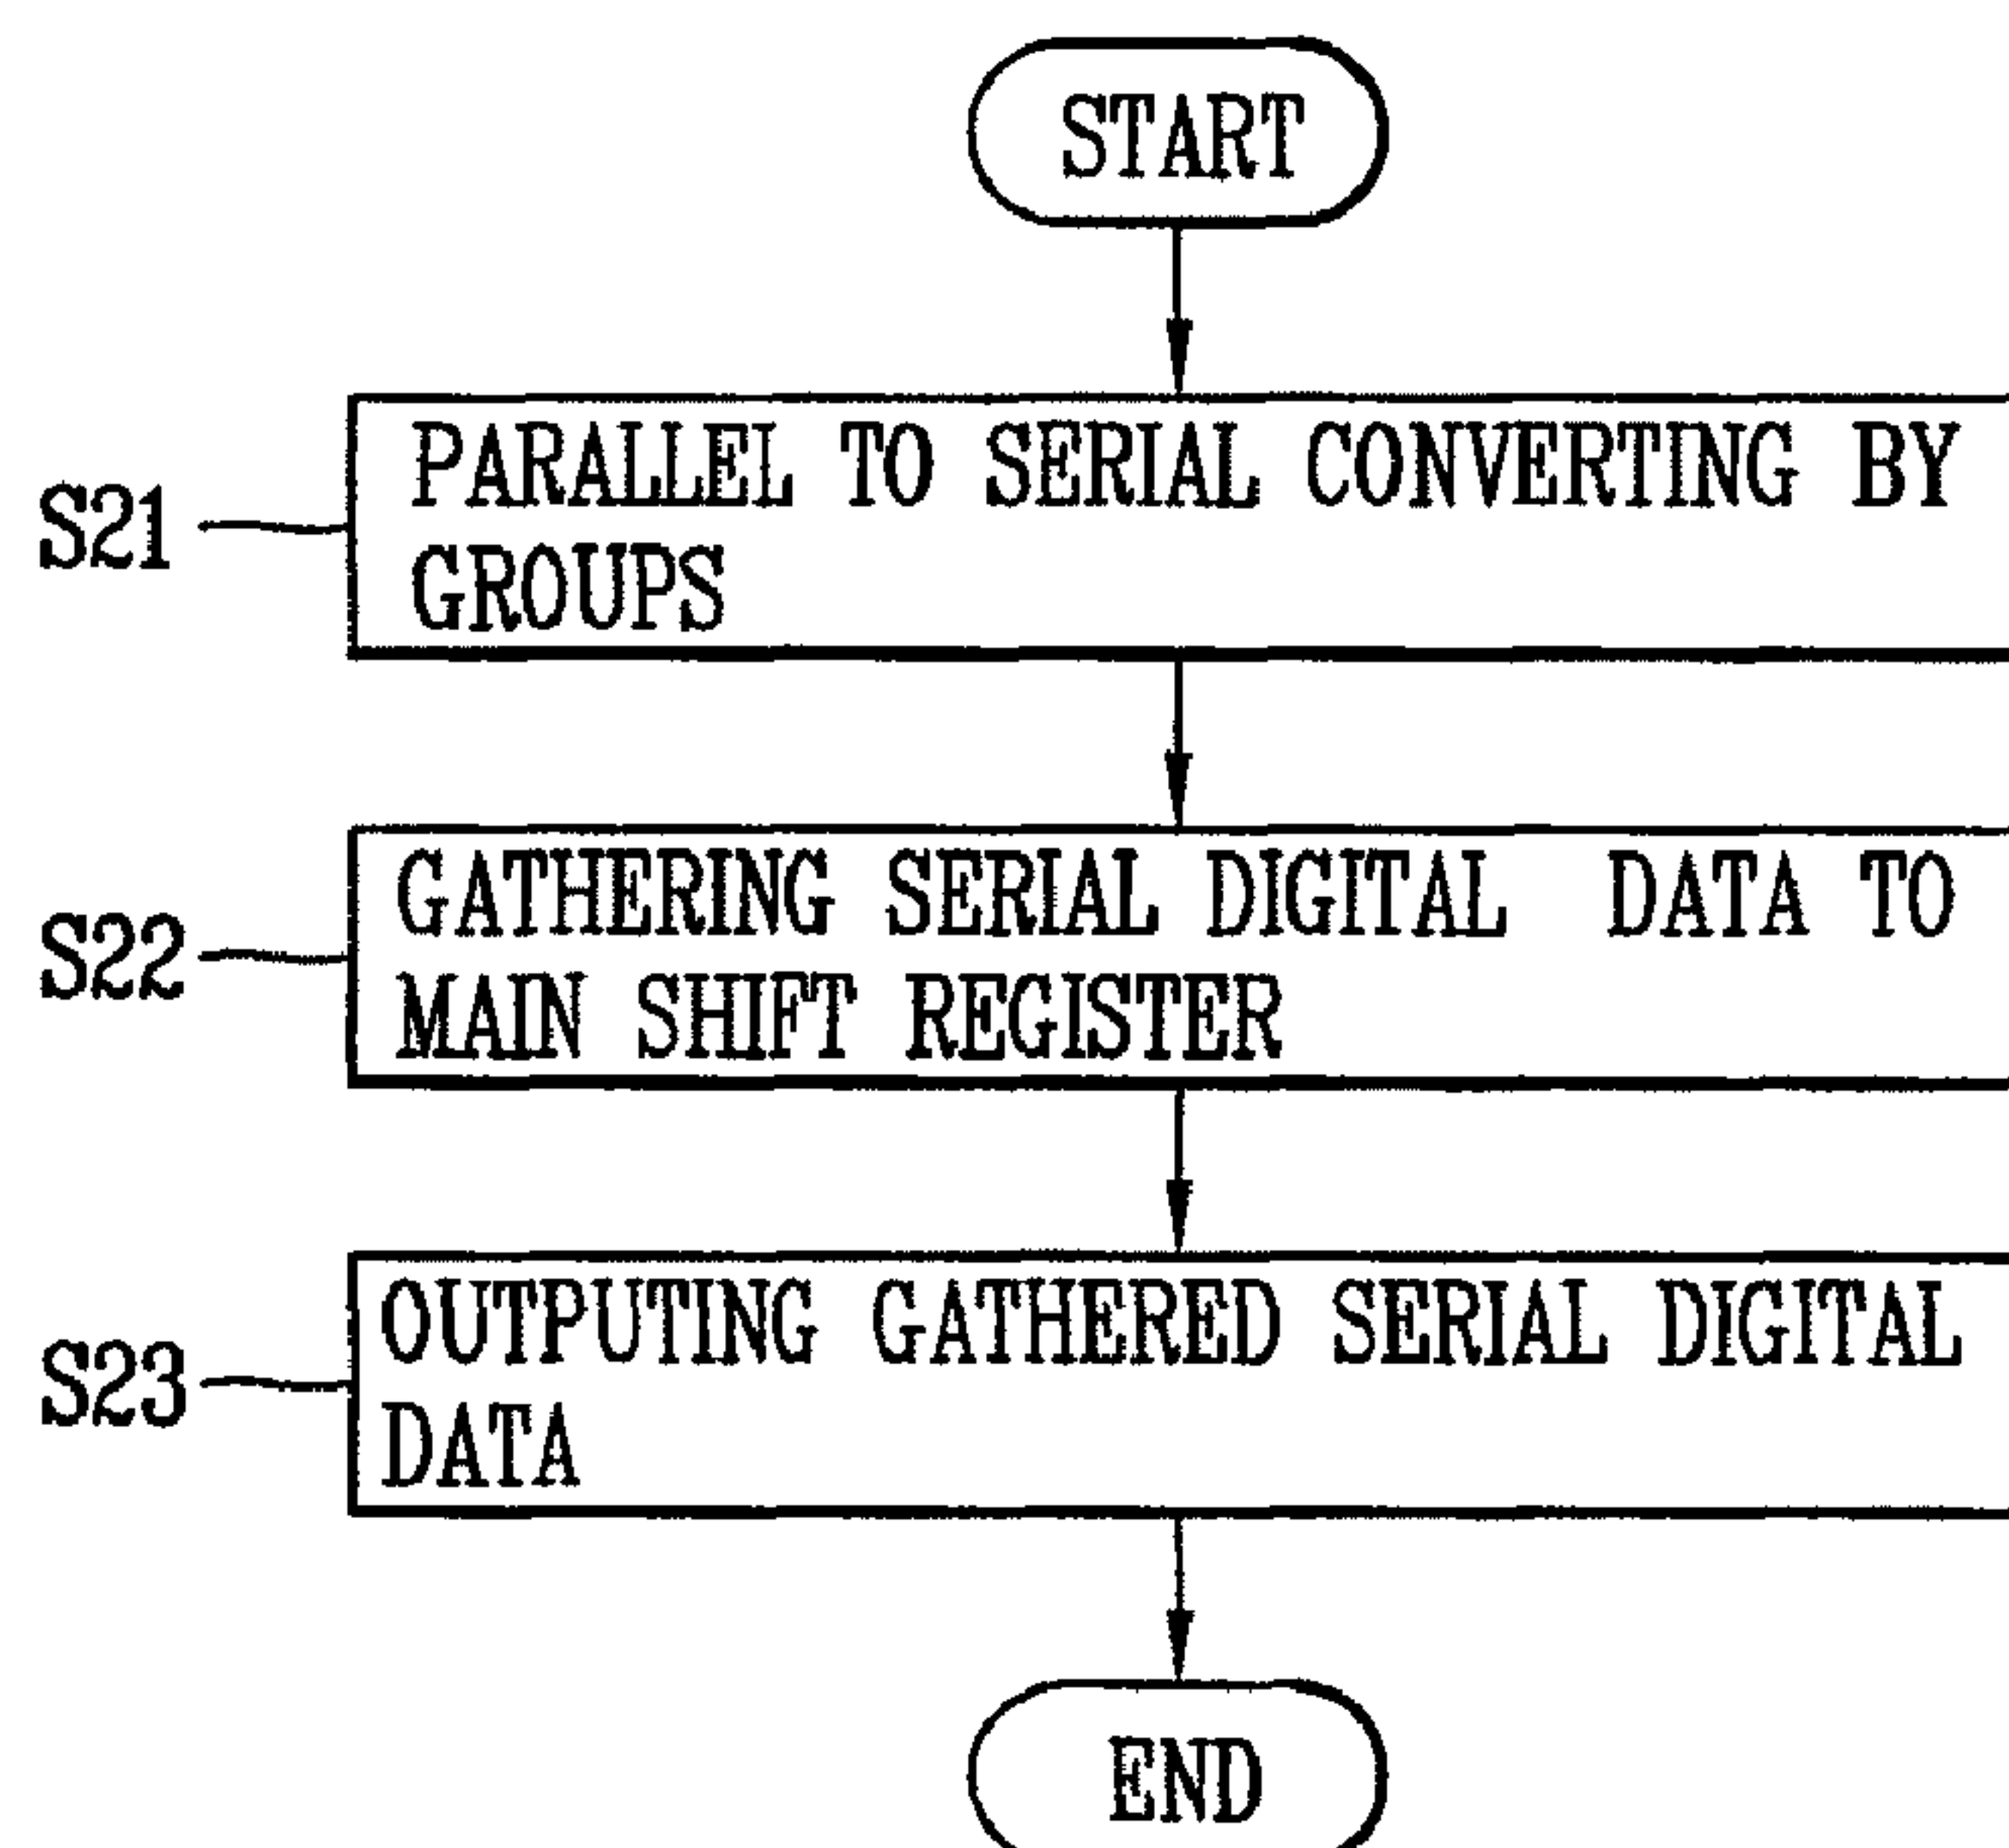 START
S21
PARALLEL TO SERIAL CONVERTING BY
GROUPS
S22
GATHERING SERIAL DIGITAL DATA TO
MAIN SHIFT REGISTER
S23
OUTPUTING GATHERED SERIAL DIGITAL
DATA
END